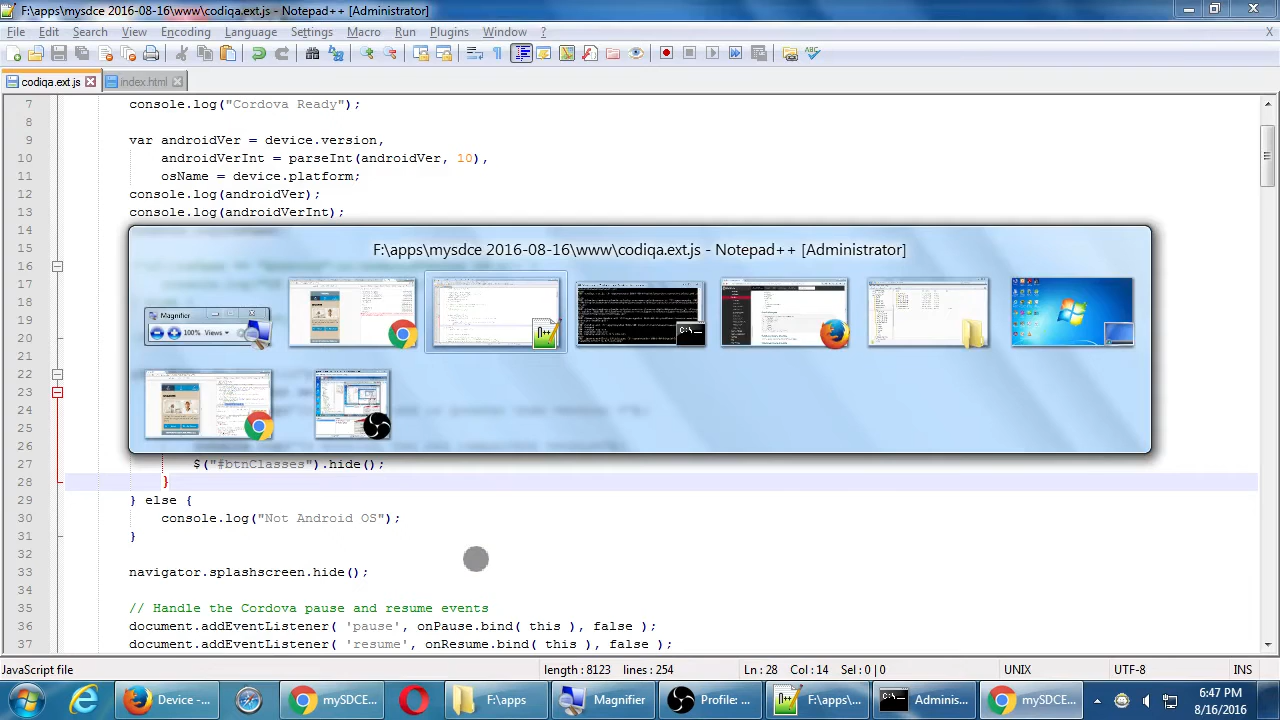 F:\apps\mysdce 2016-08-16\www\codiqa.ext.js - Notepad++ [Administrator]
File Edit Search View Encoding Language Settings Macro Run Plugins Window ? X
codiqa.ext.js index.html
7 console.log("Cordova Ready");
8
9 var androidVer = device.version,
10 androidVerInt = parseInt(androidVer, 10),
11 osName = device.platform;
12 console.log(androidVer);
13 console.log(androidVerInt);
14
F:\apps\mysdce 2016-08-16\www\codiqa.ext.js - Notepad++ [Administrator]
15
16
17
18
Magnifier
19
100% Views
20
21
22
23
24
25
26
27 $("#btnClasses").hide();
28 }
29 } else {
30 console.log("Not Android OS");
31 }
32
33 navigator.splashscreen.hide();
34
35 // Handle the Cordova pause and resume events
36 document.addEventListener( 'pause', onPause.bind( this ), false );
37 document.addEventListener( 'resume', onResume.bind( this ), false );
JavaScript file length : 8123 lines : 254 Ln : 28 Col : 14 Sel : 0 | 0 UNIX UTF-8 INS
Device -... mySDCE... F:\apps Magnifier Profile: ... F:\apps\... Adminis... mySDCE... 6:47 PM
8/16/2016